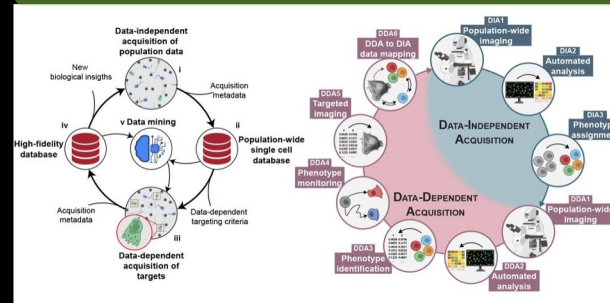 Data-independent
acquisition of
population data
i
New
biological insigths
Acquisition
metadata
iv
v Data mining
ii
High-fidelity
database
Population-wide
single cell
database
Acquisition
metadata
iii
Data-dependent
targeting criteria
Data-dependent
acquisition of
targets
DIA1
Population-wide
imaging
DIA2
Automated
analysis
DIA3
Phenotype
assignme
DATA-INDEPENDENT
ACQUISITION
DDA1
Population-wide
imaging
DDA2
Automated
analysis
DDA3
Phenotype
identification
DDA4
Phenotype
monitoring
DDA5
Targeted
imaging
DDA6
DDA to DIA
data mapping
DATA-DEPENDENT
ACQUISITION